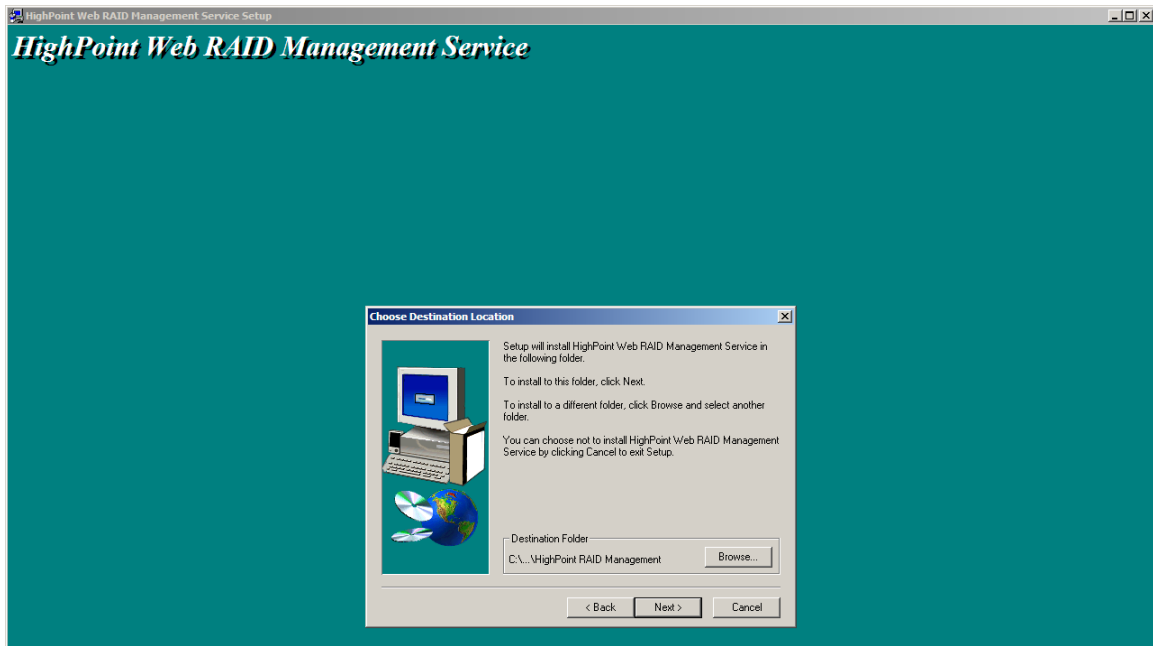 HighPoint Web RAID Management Service Setup
HighPoint Web RAID Management Service
Choose Destination Location
Setup will install HighPoint Web RAID Management Service in
the following folder.
To install to this folder, click Next.
To install to a different folder, click Browse and select another
folder.
You can choose not to install HighPoint Web RAID Management
Service by clicking Cancel to exit Setup.
Destination Folder
C:\...\HighPoint RAID Management
Browse...
< Back
Next >
Cancel